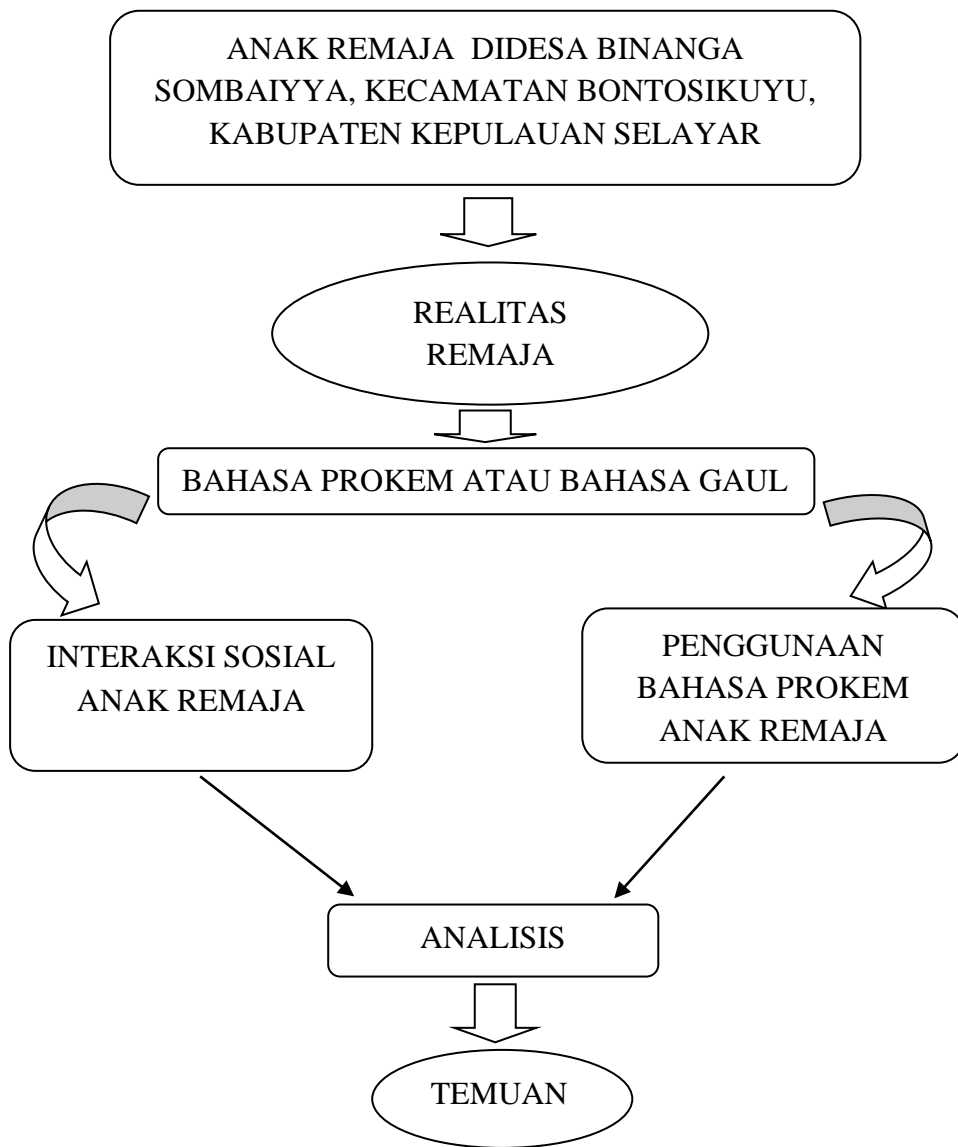 ANAK REMAJA DIDESA BINANGA
SOMBAIYYA, KECAMATAN BONTOSIKUYU,
KABUPATEN KEPULAUAN SELAYAR
REALITAS
REMAJA
BAHASA PROKEM ATAU BAHASA GAUL
INTERAKSI SOSIAL
ANAK REMAJA
PENGGUNAAN
BAHASA PROKEM
ANAK REMAJA
ANALISIS
TEMUAN